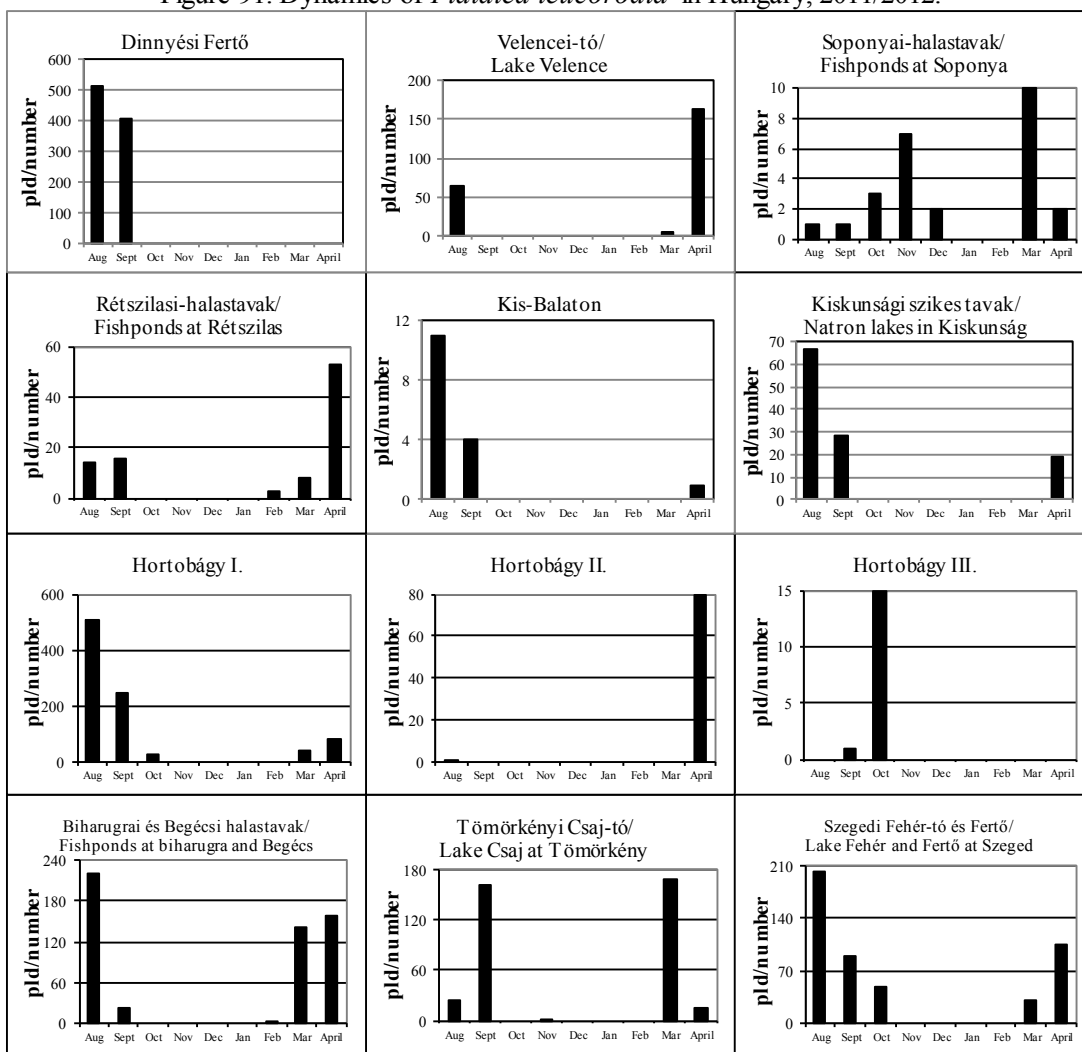 Figure 91. Dynamics of Platalea leucorodia in Hungary, 2011/2012.
Dinnyési Fertő
pld/number
600
500
400
300
200
100
0
Aug Sept Oct Nov Dec Jan Feb Mar April
Velencei-tó/
Lake Velence
pld/number
200
150
100
50
0
Aug Sept Oct Nov Dec Jan Feb Mar April
Soponyai-halastavak/
Fishponds at Soponya
pld/number
10
8
6
4
2
0
Aug Sept Oct Nov Dec Jan Feb Mar April
Rétszilasi-halastavak/
Fishponds at Rétszilas
pld/number
60
40
20
0
Aug Sept Oct Nov Dec Jan Feb Mar April
Kis-Balaton
pld/number
12
8
4
0
Aug Sept Oct Nov Dec Jan Feb Mar April
Kiskunsági szikes tavak/
Natron lakes in Kiskunság
pld/number
70
60
50
40
30
20
10
0
Aug Sept Oct Nov Dec Jan Feb Mar April
Hortobágy I.
pld/number
600
400
200
0
Aug Sept Oct Nov Dec Jan Feb Mar April
Hortobágy II.
pld/number
80
60
40
20
0
Aug Sept Oct Nov Dec Jan Feb Mar April
Hortobágy III.
pld/number
15
10
5
0
Aug Sept Oct Nov Dec Jan Feb Mar April
Biharugrai és Begécsi halastavak/
Fishponds at biharugra and Begécs
pld/number
240
180
120
60
0
Aug Sept Oct Nov Dec Jan Feb Mar April
Tömörkényi Csaj-tó/
Lake Csaj at Tömörkény
pld/number
180
120
60
0
Aug Sept Oct Nov Dec Jan Feb Mar April
Szegedi Fehér-tó és Fertő/
Lake Fehér and Fertő at Szeged
pld/number
210
140
70
0
Aug Sept Oct Nov Dec Jan Feb Mar April